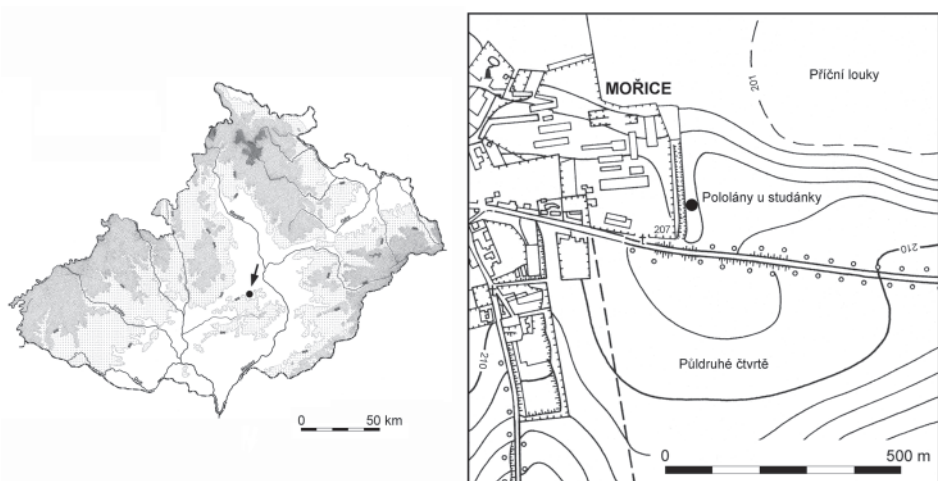 0 50 km
MOŘICE
201
Příční louky
Pololány u studánky
207
210
210
Půldruhé čtvrtě
0 500 m